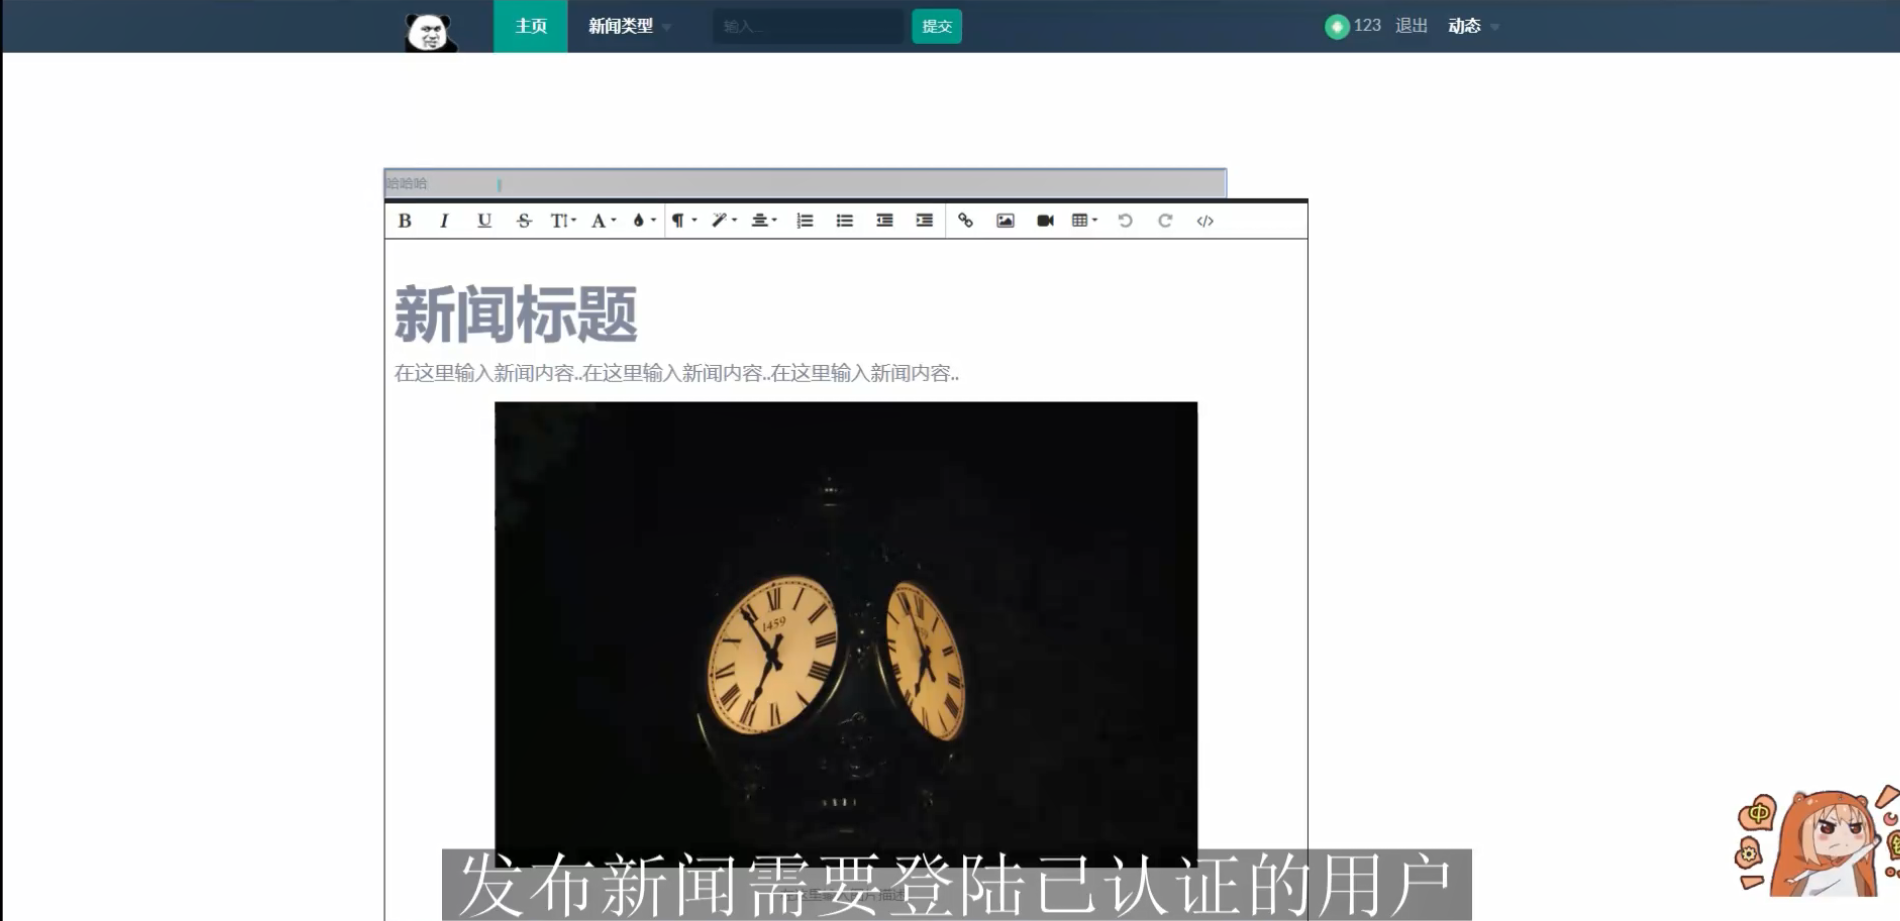 主页 新闻类型 输入... 提交 123 退出 动态
哈哈哈
B I U S T A ¶ </>
新闻标题
在这里输入新闻内容..在这里输入新闻内容..在这里输入新闻内容..
1459
发布新闻需要登陆已认证的用户
中